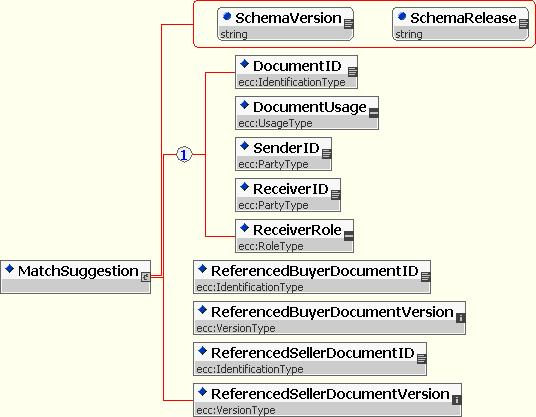 SchemaVersion
string
SchemaRelease
string
DocumentID
ecc:IdentificationType
DocumentUsage
ecc:UsageType
1
SenderID
ecc:PartyType
ReceiverID
ecc:PartyType
ReceiverRole
ecc:RoleType
MatchSuggestion
ReferencedBuyerDocumentID
ecc:IdentificationType
ReferencedBuyerDocumentVersion
ecc:VersionType
ReferencedSellerDocumentID
ecc:IdentificationType
ReferencedSellerDocumentVersion
ecc:VersionType